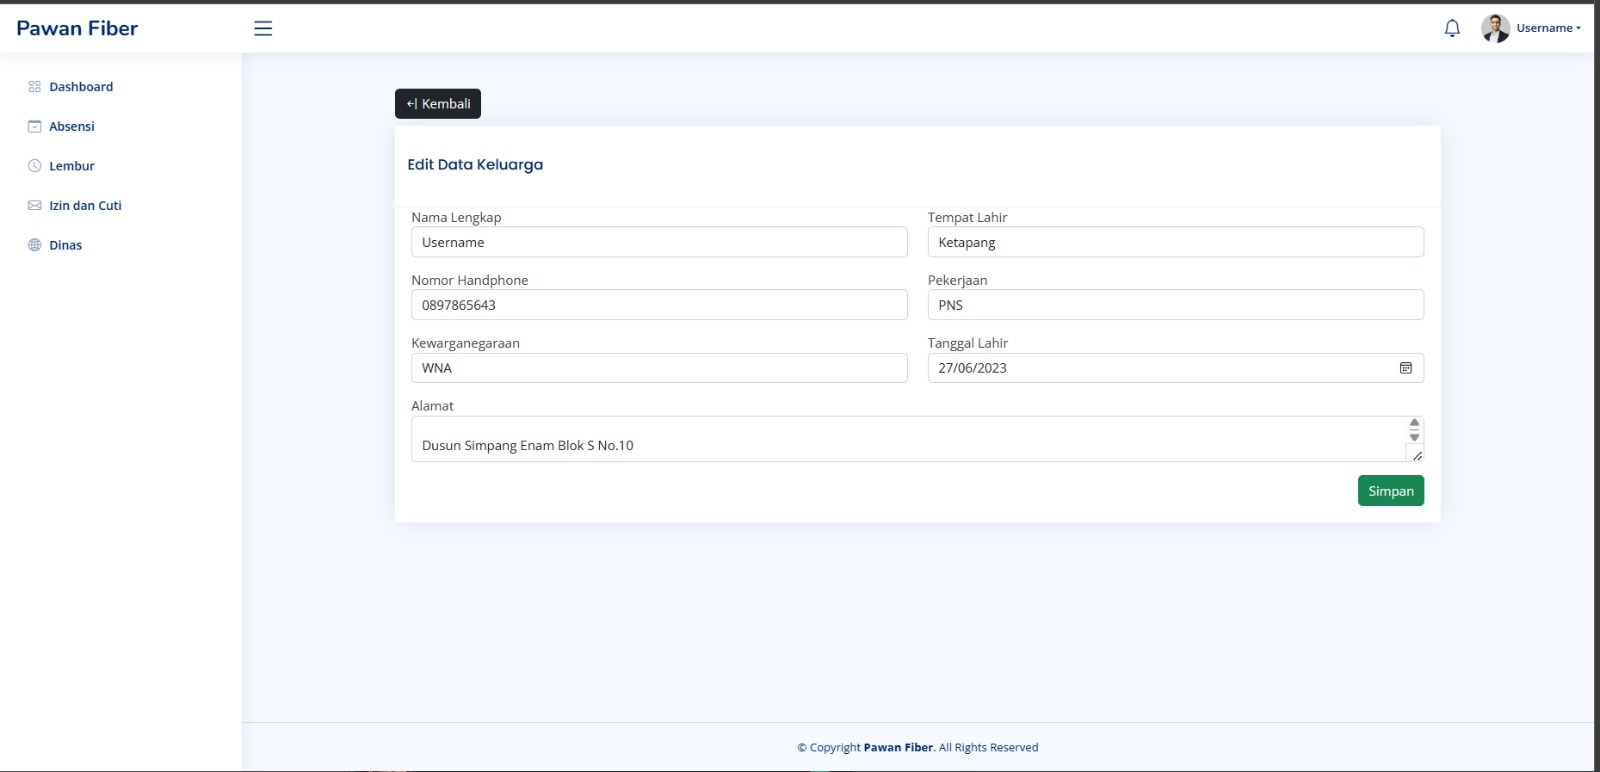 Pawan Fiber
Username
Dashboard
Absensi
Lembur
Izin dan Cuti
Dinas
Kembali
Edit Data Keluarga
Nama Lengkap
Username
Tempat Lahir
Ketapang
Nomor Handphone
0897865643
Pekerjaan
PNS
Kewarganegaraan
WNA
Tanggal Lahir
27/06/2023
Alamat
Dusun Simpang Enam Blok S No.10
Simpan
© Copyright Pawan Fiber. All Rights Reserved